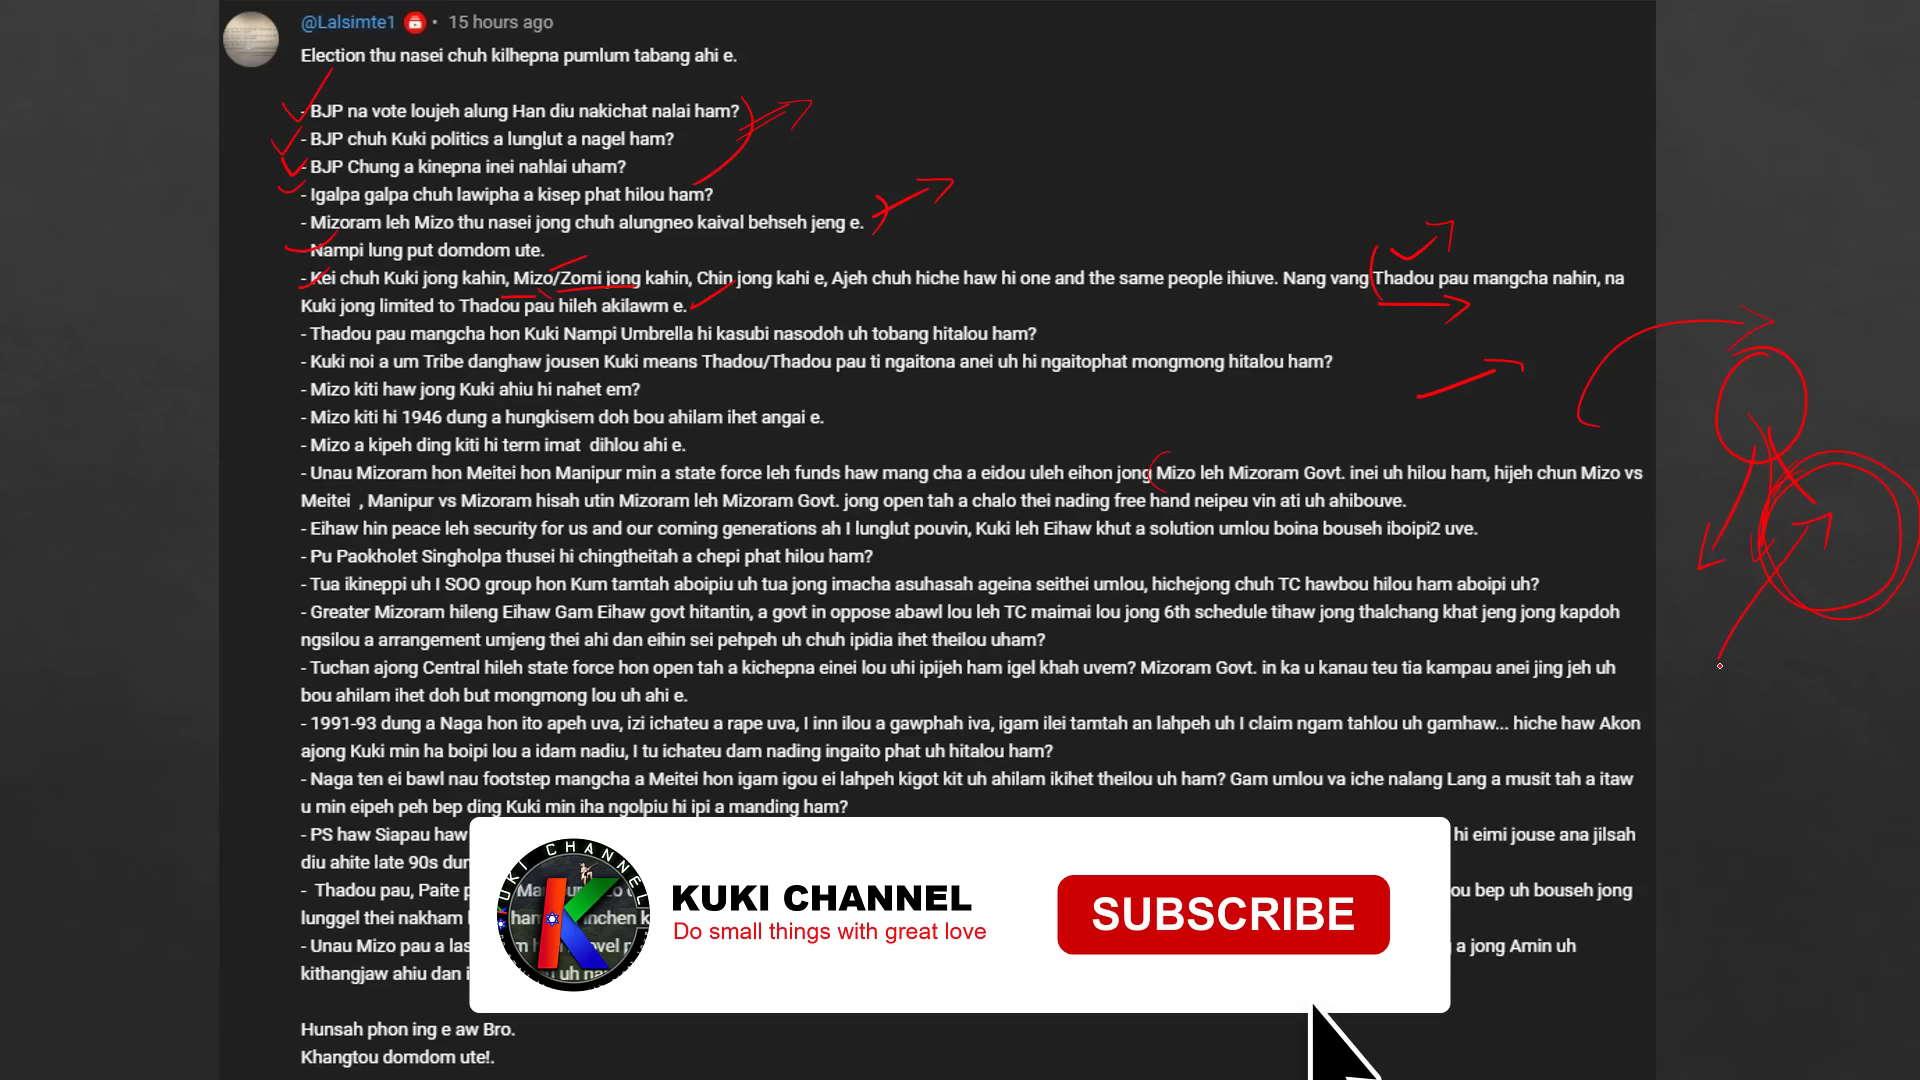 @Lalsimte1 • 15 hours ago
Election thu nasei chuh kilhepna pumlum tabang ahi e.
- BJP na vote loujeh alung Han diu nakichat nalai ham?
- BJP chuh Kuki politics a lunglut a nagel ham?
- BJP Chung a kinepna inei nahlai uham?
- Igalpa galpa chuh lawipha a kisep phat hilou ham?
- Mizoram leh Mizo thu nasei jong chuh alungneo kaival behseh jeng e.
- Nampi lung put domdom ute.
- Kei chuh Kuki jong kahin, Mizo/Zomi jong kahin, Chin jong kahi e, Ajeh chuh hiche haw hi one and the same people ihiuve. Nang vang Thadou pau mangcha nahin, na
Kuki jong limited to Thadou pau hileh akilawm e.
- Thadou pau mangcha hon Kuki Nampi Umbrella hi kasubi nasodoh uh tobang hitalou ham?
- Kuki noi a um Tribe danghaw jousen Kuki means Thadou/Thadou pau ti ngaitona anei uh hi ngaitophat mongmong hitalou ham?
- Mizo kiti haw jong Kuki ahiu hi nahet em?
- Mizo kiti hi 1946 dung a hungkisem doh bou ahilam ihet angai e.
- Mizo a kipeh ding kiti hi term imat dihlou ahi e.
- Unau Mizoram hon Meitei hon Manipur min a state force leh funds haw mang cha a eidou uleh eihon jong Mizo leh Mizoram Govt. inei uh hilou ham, hijeh chun Mizo vs
Meitei , Manipur vs Mizoram hisah utin Mizoram leh Mizoram Govt. jong open tah a chalo thei nading free hand neipeu vin ati uh ahibouve.
- Eihaw hin peace leh security for us and our coming generations ah I lunglut pouvin, Kuki leh Eihaw khut a solution umlou boina bouseh iboipi2 uve.
- Pu Paokholet Singholpa thusei hi chingtheitah a chepi phat hilou ham?
- Tua ikineppi uh I SOO group hon Kum tamtah aboipiu uh tua jong imacha asuhasah ageina seithei umlou, hichejong chuh TC hawbou hilou ham aboipi uh?
- Greater Mizoram hileng Eihaw Gam Eihaw govt hitantin, a govt in oppose abawl lou leh TC maimai lou jong 6th schedule tihaw jong thalchang khat jeng jong kapdoh
ngsilou a arrangement umjeng thei ahi dan eihin sei pehpeh uh chuh ipidia ihet theilou uham?
- Tuchan ajong Central hileh state force hon open tah a kichepna einei lou uhi ipijeh ham igel khah uvem? Mizoram Govt. in ka u kanau teu tia kampau anei jing jeh uh
bou ahilam ihet doh but mongmong lou uh ahi e.
- 1991-93 dung a Naga hon ito apeh uva, izi ichateu a rape uva, I inn ilou a gawphah iva, igam ilei tamtah an lahpeh uh I claim ngam tahlou uh gamhaw... hiche haw Akon
ajong Kuki min ha boipi lou a idam nadiu, I tu ichateu dam nading ingaito phat uh hitalou ham?
- Naga ten ei bawl nau footstep mangcha a Meitei hon igam igou ei lahpeh kigot kit uh ahilam ikihet theilou uh ham? Gam umlou va iche nalang Lang a musit tah a itaw
u min eipeh peh bep ding Kuki min iha ngolpiu hi ipi a manding ham?
- PS haw Siapau haw hi eimi jouse ana jilsah
diu ahite late 90s dun
- Thadou pau, Paite p ou bep uh bouseh jong
lunggel thei nakham
- Unau Mizo pau a las a jong Amin uh
kithangjaw ahiu dan
KUKI CHANNEL
KUKI CHANNEL
Do small things with great love
SUBSCRIBE
Hunsah phon ing e aw Bro.
Khangtou domdom ute!.